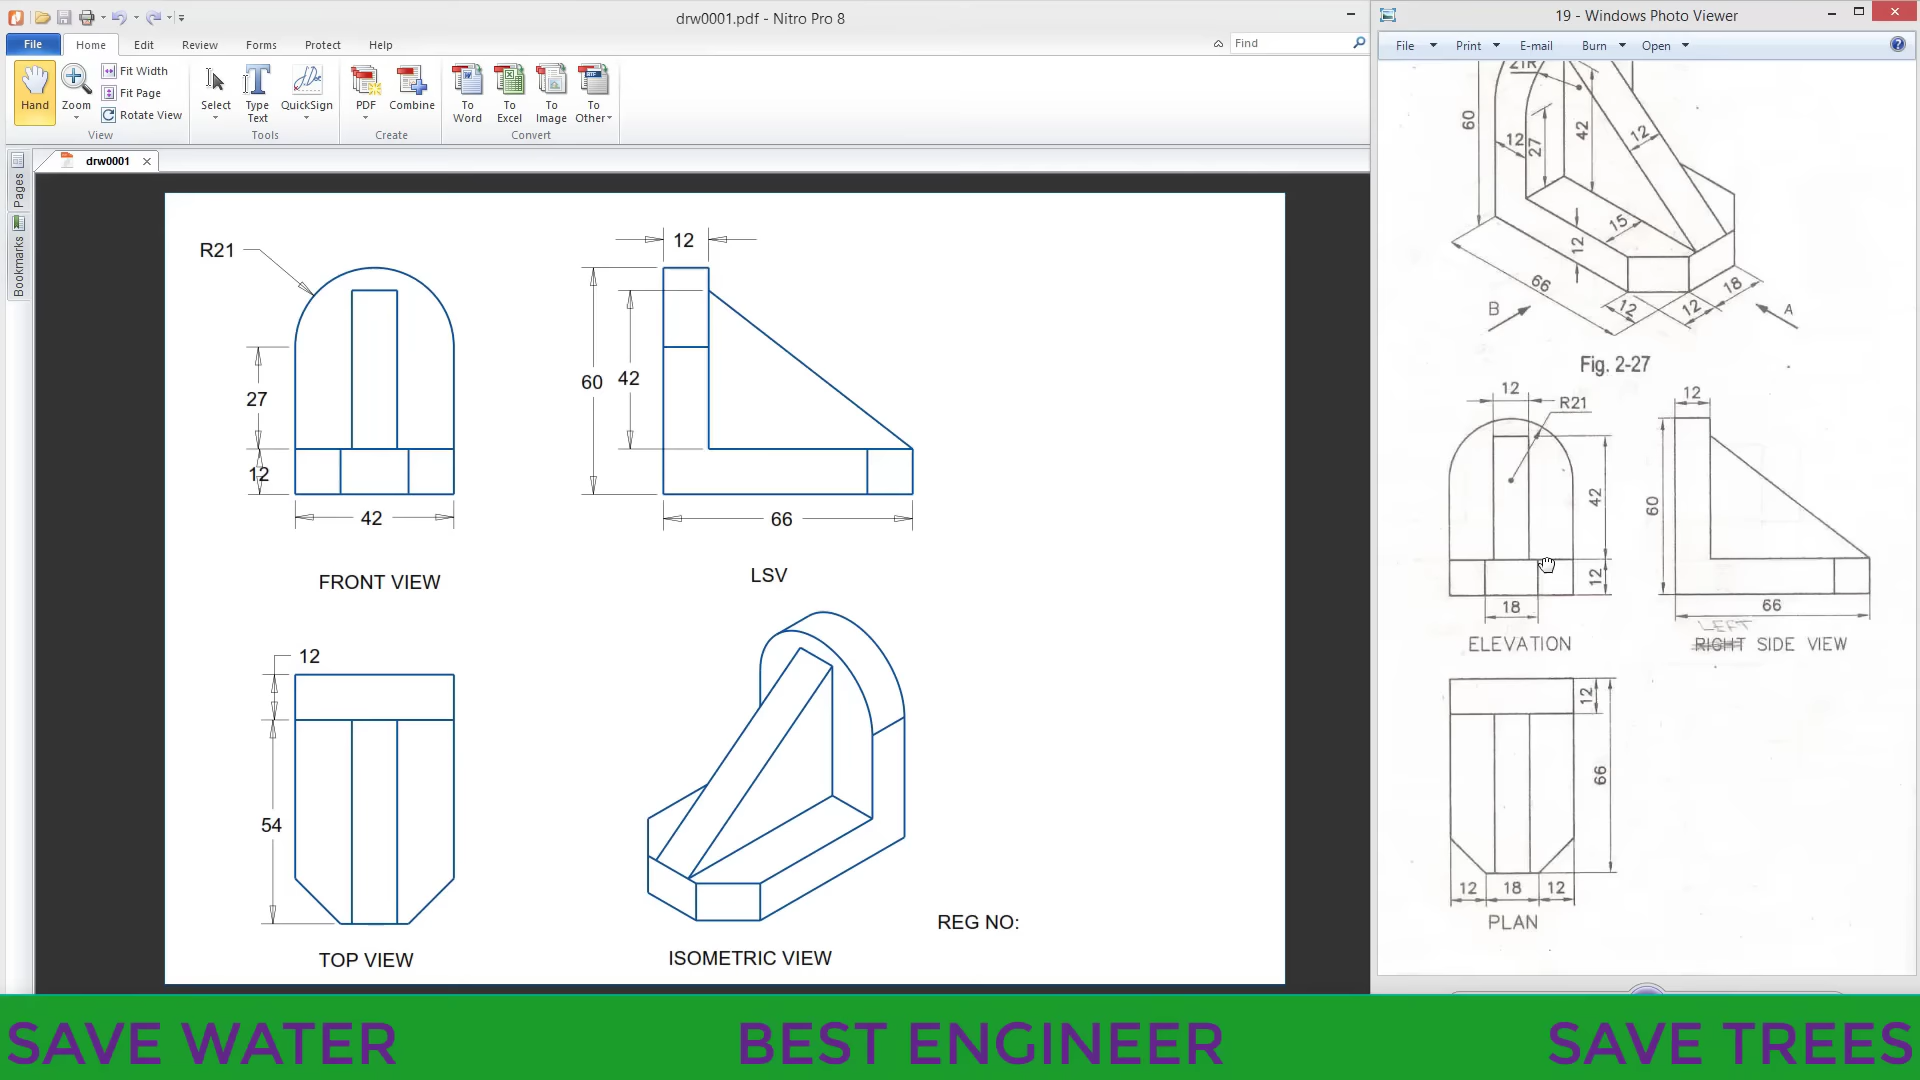 drw0001.pdf - Nitro Pro 8
File Home Edit Review Forms Protect Help
Find
Hand
Zoom
Fit Width
Fit Page
Rotate View
View
Select
Type Text
QuickSign
Tools
PDF
Combine
Create
To Word
To Excel
To Image
To Other
Convert
drw0001
Pages
Bookmarks
R21
27
12
42
FRONT VIEW
12
60
42
66
LSV
12
54
TOP VIEW
ISOMETRIC VIEW
REG NO:
19 - Windows Photo Viewer
File Print E-mail Burn Open
21R
60
12
27
42
12
15
12
66
12
12
18
B
A
Fig. 2-27
12
R21
42
12
18
ELEVATION
12
60
66
LEFT
RIGHT SIDE VIEW
12
66
12 18 12
PLAN
SAVE WATER BEST ENGINEER SAVE TREES